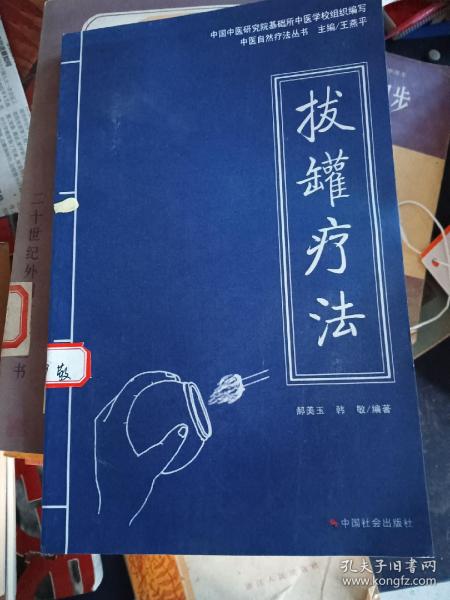 中国中医研究院基础所中医学校组织编写
中医自然疗法丛书 主编/王燕平
拔罐疗法
郝美玉 韩 敏/编著
中国社会出版社
二十世纪外
书
敬
步
孔夫子旧书网
www.kongfz.com